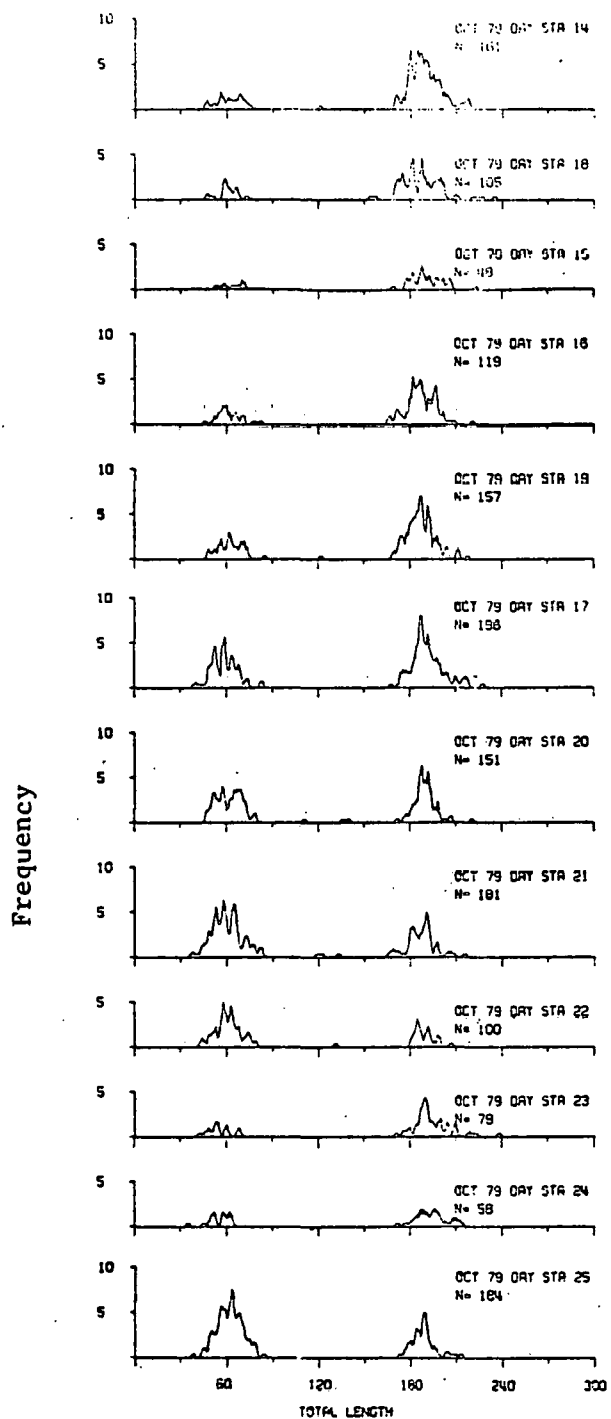 10
5
OCT 79 DAY STA 14
N= 161
5
OCT 79 DAY STA 18
N= 105
5
OCT 79 DAY STA 15
N= 49
10
5
OCT 79 DAY STA 16
N= 119
10
5
OCT 79 DAY STA 19
N= 157
10
5
OCT 79 DAY STA 17
N= 198
10
5
OCT 79 DAY STA 20
N= 151
10
5
OCT 79 DAY STA 21
N= 181
5
OCT 79 DAY STA 22
N= 100
5
OCT 79 DAY STA 23
N= 79
5
OCT 79 DAY STA 24
N= 58
10
5
OCT 79 DAY STA 25
N= 184
60 120 180 240 300
TOTAL LENGTH
Frequency